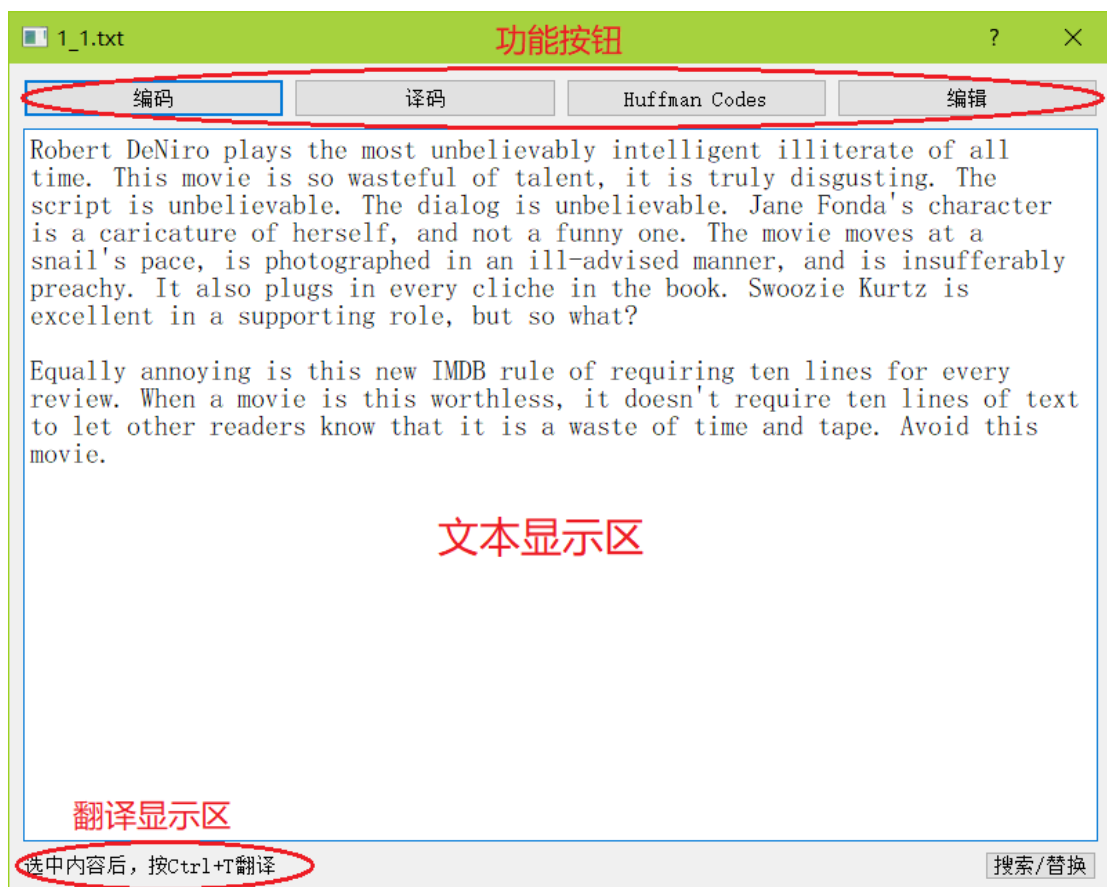 1_1.txt 功能按钮 ?
编码 译码 Huffman Codes 编辑
Robert DeNiro plays the most unbelievably intelligent illiterate of all
time. This movie is so wasteful of talent, it is truly disgusting. The
script is unbelievable. The dialog is unbelievable. Jane Fonda's character
is a caricature of herself, and not a funny one. The movie moves at a
snail's pace, is photographed in an ill-advised manner, and is insufferably
preachy. It also plugs in every cliche in the book. Swoozie Kurtz is
excellent in a supporting role, but so what?
Equally annoying is this new IMDB rule of requiring ten lines for every
review. When a movie is this worthless, it doesn't require ten lines of text
to let other readers know that it is a waste of time and tape. Avoid this
movie.
文本显示区
翻译显示区
选中内容后，按Ctrl+T翻译 搜索/替换